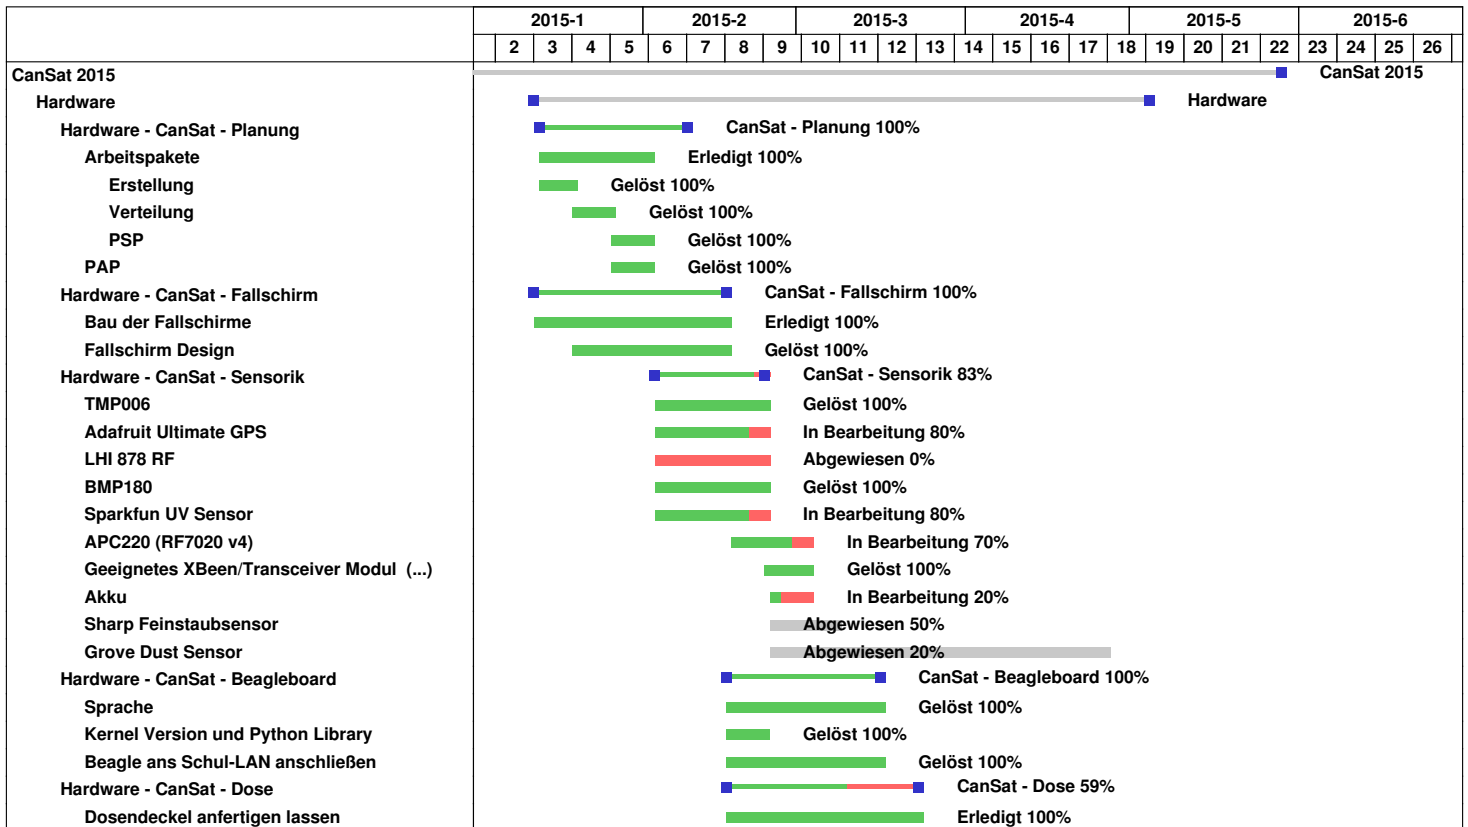 2015-1 2015-2 2015-3 2015-4 2015-5 2015-6
2 3 4 5 6 7 8 9 10 11 12 13 14 15 16 17 18 19 20 21 22 23 24 25 26
CanSat 2015 CanSat 2015
Hardware Hardware
Hardware - CanSat - Planung CanSat - Planung 100%
Arbeitspakete Erledigt 100%
Erstellung Gelöst 100%
Verteilung Gelöst 100%
PSP Gelöst 100%
PAP Gelöst 100%
Hardware - CanSat - Fallschirm CanSat - Fallschirm 100%
Bau der Fallschirme Erledigt 100%
Fallschirm Design Gelöst 100%
Hardware - CanSat - Sensorik CanSat - Sensorik 83%
TMP006 Gelöst 100%
Adafruit Ultimate GPS In Bearbeitung 80%
LHI 878 RF Abgewiesen 0%
BMP180 Gelöst 100%
Sparkfun UV Sensor In Bearbeitung 80%
APC220 (RF7020 v4) In Bearbeitung 70%
Geeignetes XBeen/Transceiver Modul (...) Gelöst 100%
Akku In Bearbeitung 20%
Sharp Feinstaubsensor Abgewiesen 50%
Grove Dust Sensor Abgewiesen 20%
Hardware - CanSat - Beagleboard CanSat - Beagleboard 100%
Sprache Gelöst 100%
Kernel Version und Python Library Gelöst 100%
Beagle ans Schul-LAN anschließen Gelöst 100%
Hardware - CanSat - Dose CanSat - Dose 59%
Dosendeckel anfertigen lassen Erledigt 100%